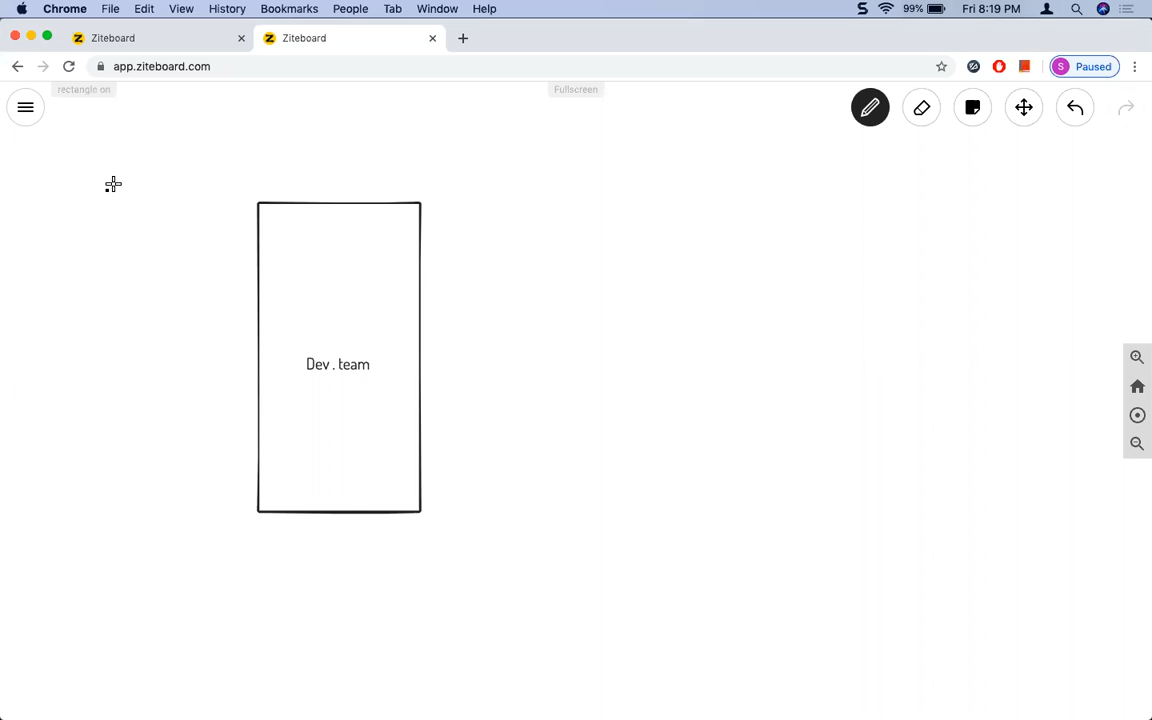 Chrome File Edit View History Bookmarks People Tab Window Help 99% Fri 8:19 PM
Ziteboard Ziteboard
app.ziteboard.com S Paused
rectangle on Fullscreen
Dev . team